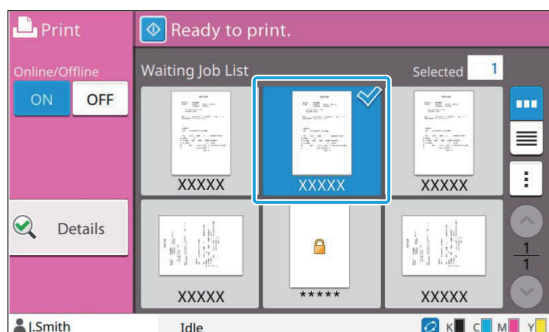 Print
Ready to print.
Online/Offline
Waiting Job List
Selected 1
ON OFF
XXXXX XXXXX XXXXX
Details
1
1
XXXXX ***** XXXXX
J.Smith Idle K C M Y